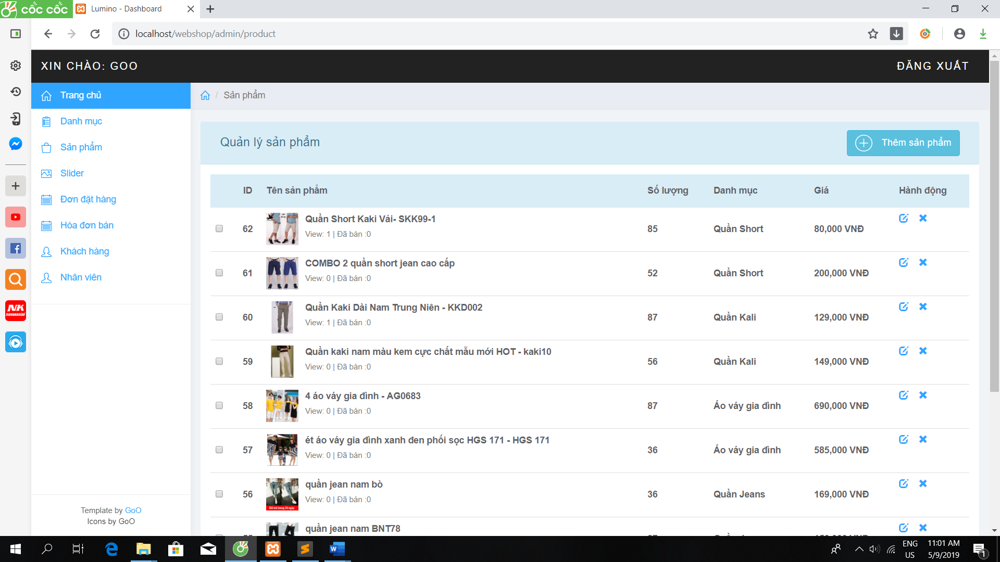 cốc cốc
Lumino - Dashboard
localhost/webshop/admin/product
XIN CHÀO: GOO
ĐĂNG XUẤT
Trang chủ
Danh mục
Sản phẩm
Slider
Đơn đặt hàng
Hóa đơn bán
Khách hàng
Nhân viên
Template by GoO
Icons by GoO
/ Sản phẩm
Quản lý sản phẩm
Thêm sản phẩm
ID Tên sản phẩm Số lượng Danh mục Giá Hành động
Quần Short Kaki Vải- SKK99-1
62 85 Quần Short 80,000 VNĐ
View: 1 | Đã bán :0
COMBO 2 quần short jean cao cấp
61 52 Quần Short 200,000 VNĐ
View: 0 | Đã bán :0
Quần Kaki Dài Nam Trung Niên - KKD002
60 87 Quần Kali 129,000 VNĐ
View: 1 | Đã bán :0
Quần kaki nam màu kem cực chất mẫu mới HOT - kaki10
59 56 Quần Kali 149,000 VNĐ
View: 0 | Đã bán :0
4 áo váy gia đình - AG0683
58 87 Áo váy gia đình 690,000 VNĐ
View: 0 | Đã bán :0
ét áo váy gia đình xanh đen phối sọc HGS 171 - HGS 171
57 36 Áo váy gia đình 585,000 VNĐ
View: 0 | Đã bán :0
quần jean nam bò
56 36 Quần Jeans 169,000 VNĐ
View: 0 | Đã bán :0
Đổi trả trong 30 ngày
quần jean nam BNT78
NK
ENG
US
11:01 AM
5/9/2019
1